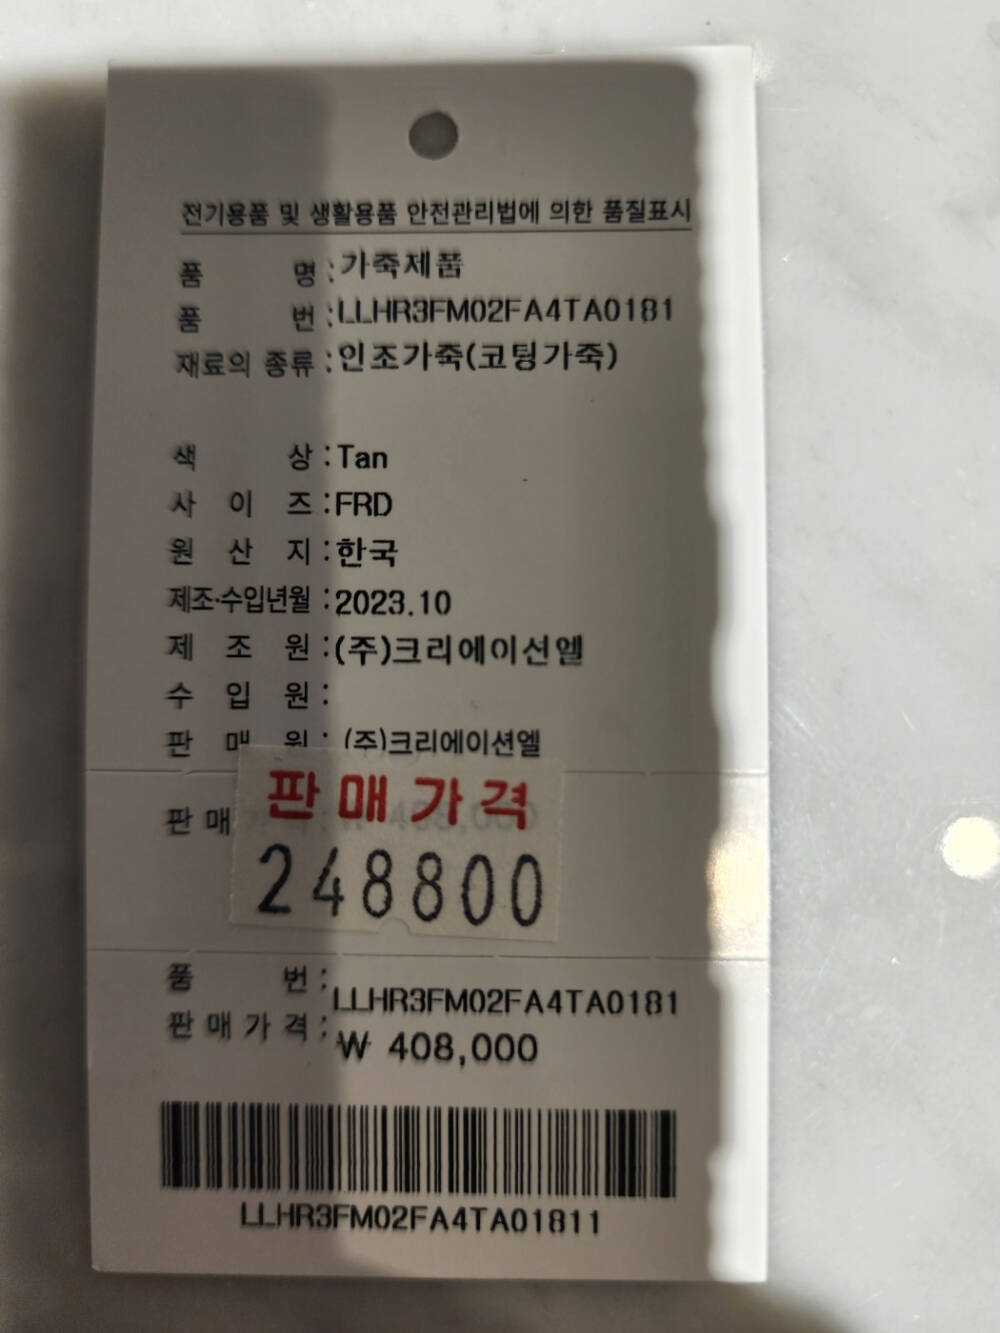 전기용품 및 생활용품 안전관리법에 의한 품질표시
품 명 : 가죽제품
품 번 : LLHR3FM02FA4TA0181
재료의 종류 : 인조가죽(코팅가죽)
색 상 : Tan
사 이 즈 : FRD
원 산 지 : 한국
제조·수입년월 : 2023.10
제 조 원 : (주)크리에이션엘
수 입 원 :
판 매 원 : (주)크리에이션엘
판 매
판매가격
248800
품 번 : LLHR3FM02FA4TA0181
판 매 가 격 : ₩ 408,000
LLHR3FM02FA4TA01811